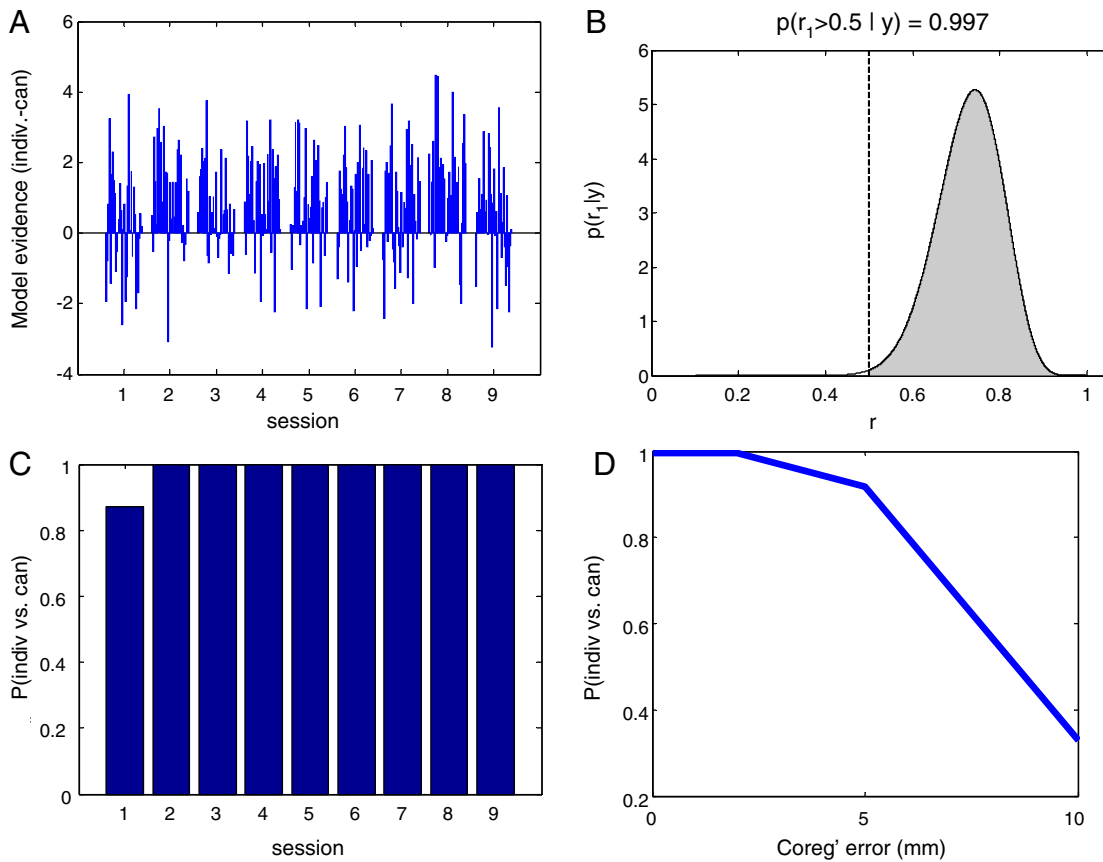 A
Model evidence (indiv.-can)
6
4
2
0
-2
-4
1 2 3 4 5 6 7 8 9
session
B
p(r1>0.5 | y) = 0.997
p(r1|y)
6
5
4
3
2
1
0
0 0.2 0.4 0.6 0.8 1
r
C
P(indiv vs. can)
1
0.8
0.6
0.4
0.2
0
1 2 3 4 5 6 7 8 9
session
D
P(indiv vs. can)
1
0.8
0.6
0.4
0.2
0 5 10
Coreg' error (mm)